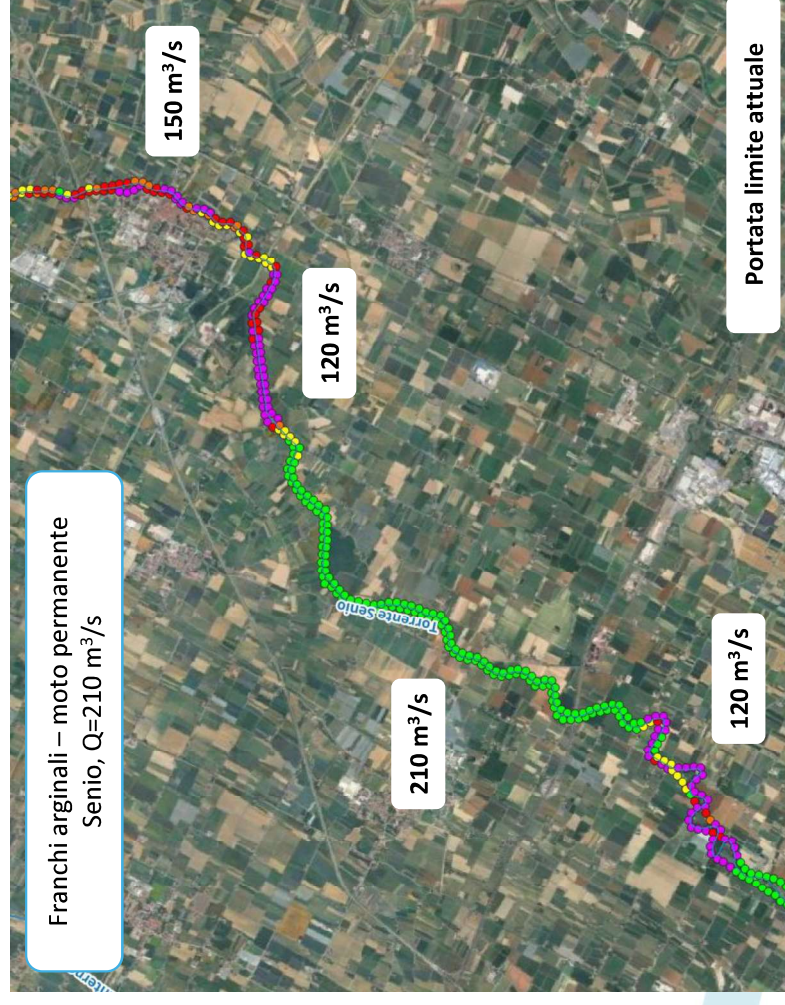 Franchi arginali – moto permanente
Senio, Q=210 m³/s
120 m³/s
210 m³/s
120 m³/s
150 m³/s
Torrente Senio
Portata limite attuale